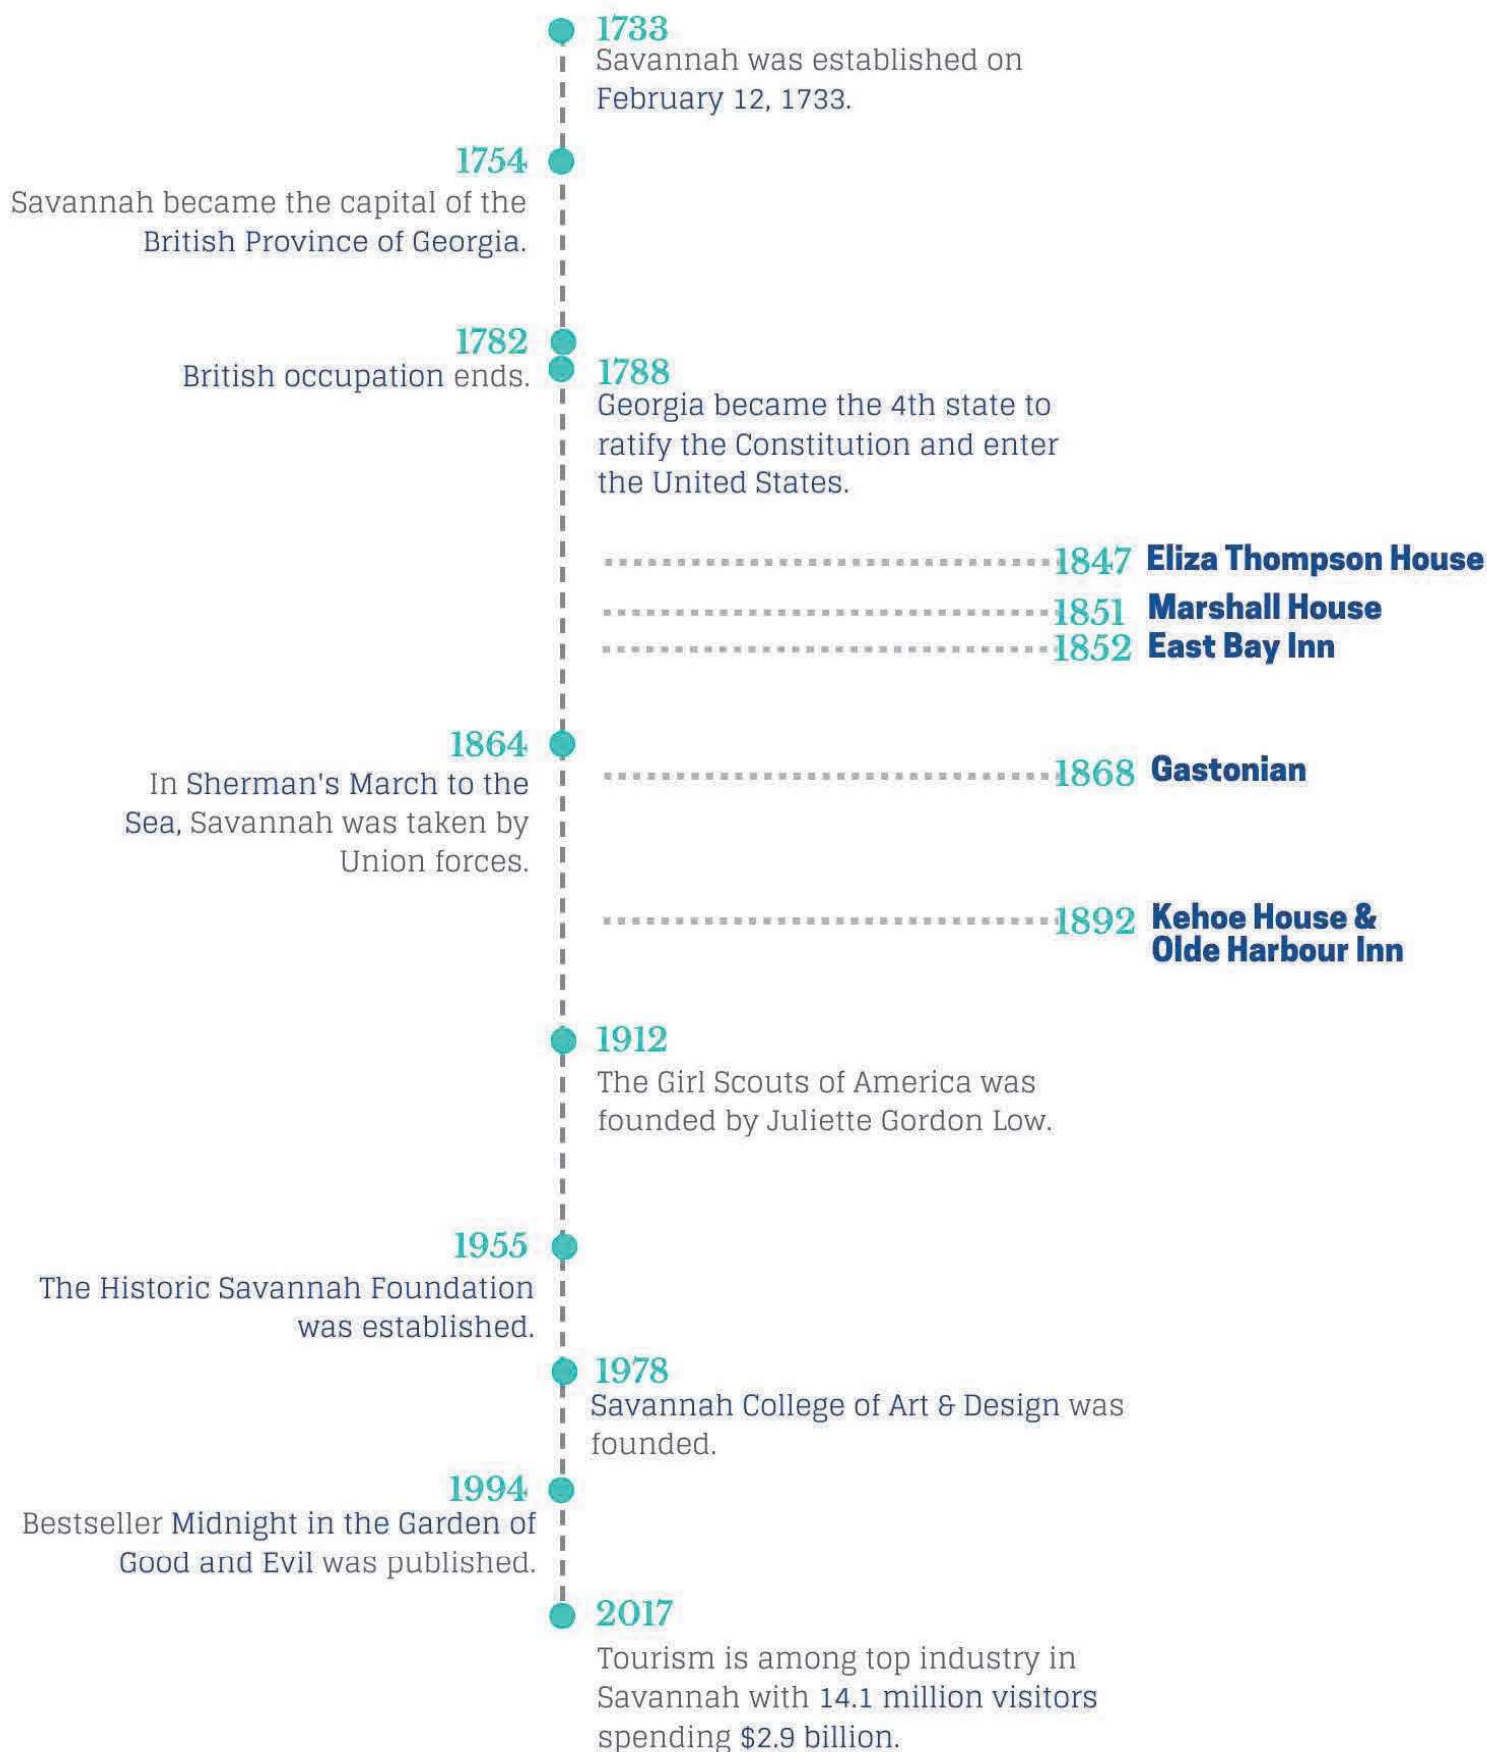 1733
Savannah was established on
February 12, 1733.
1754
Savannah became the capital of the
British Province of Georgia.
1782
British occupation ends.
1788
Georgia became the 4th state to
ratify the Constitution and enter
the United States.
1847 Eliza Thompson House
1851 Marshall House
1852 East Bay Inn
1864
In Sherman's March to the
Sea, Savannah was taken by
Union forces.
1868 Gastonian
1892 Kehoe House &
Olde Harbour Inn
1912
The Girl Scouts of America was
founded by Juliette Gordon Low.
1955
The Historic Savannah Foundation
was established.
1978
Savannah College of Art & Design was
founded.
1994
Bestseller Midnight in the Garden of
Good and Evil was published.
2017
Tourism is among top industry in
Savannah with 14.1 million visitors
spending $2.9 billion.